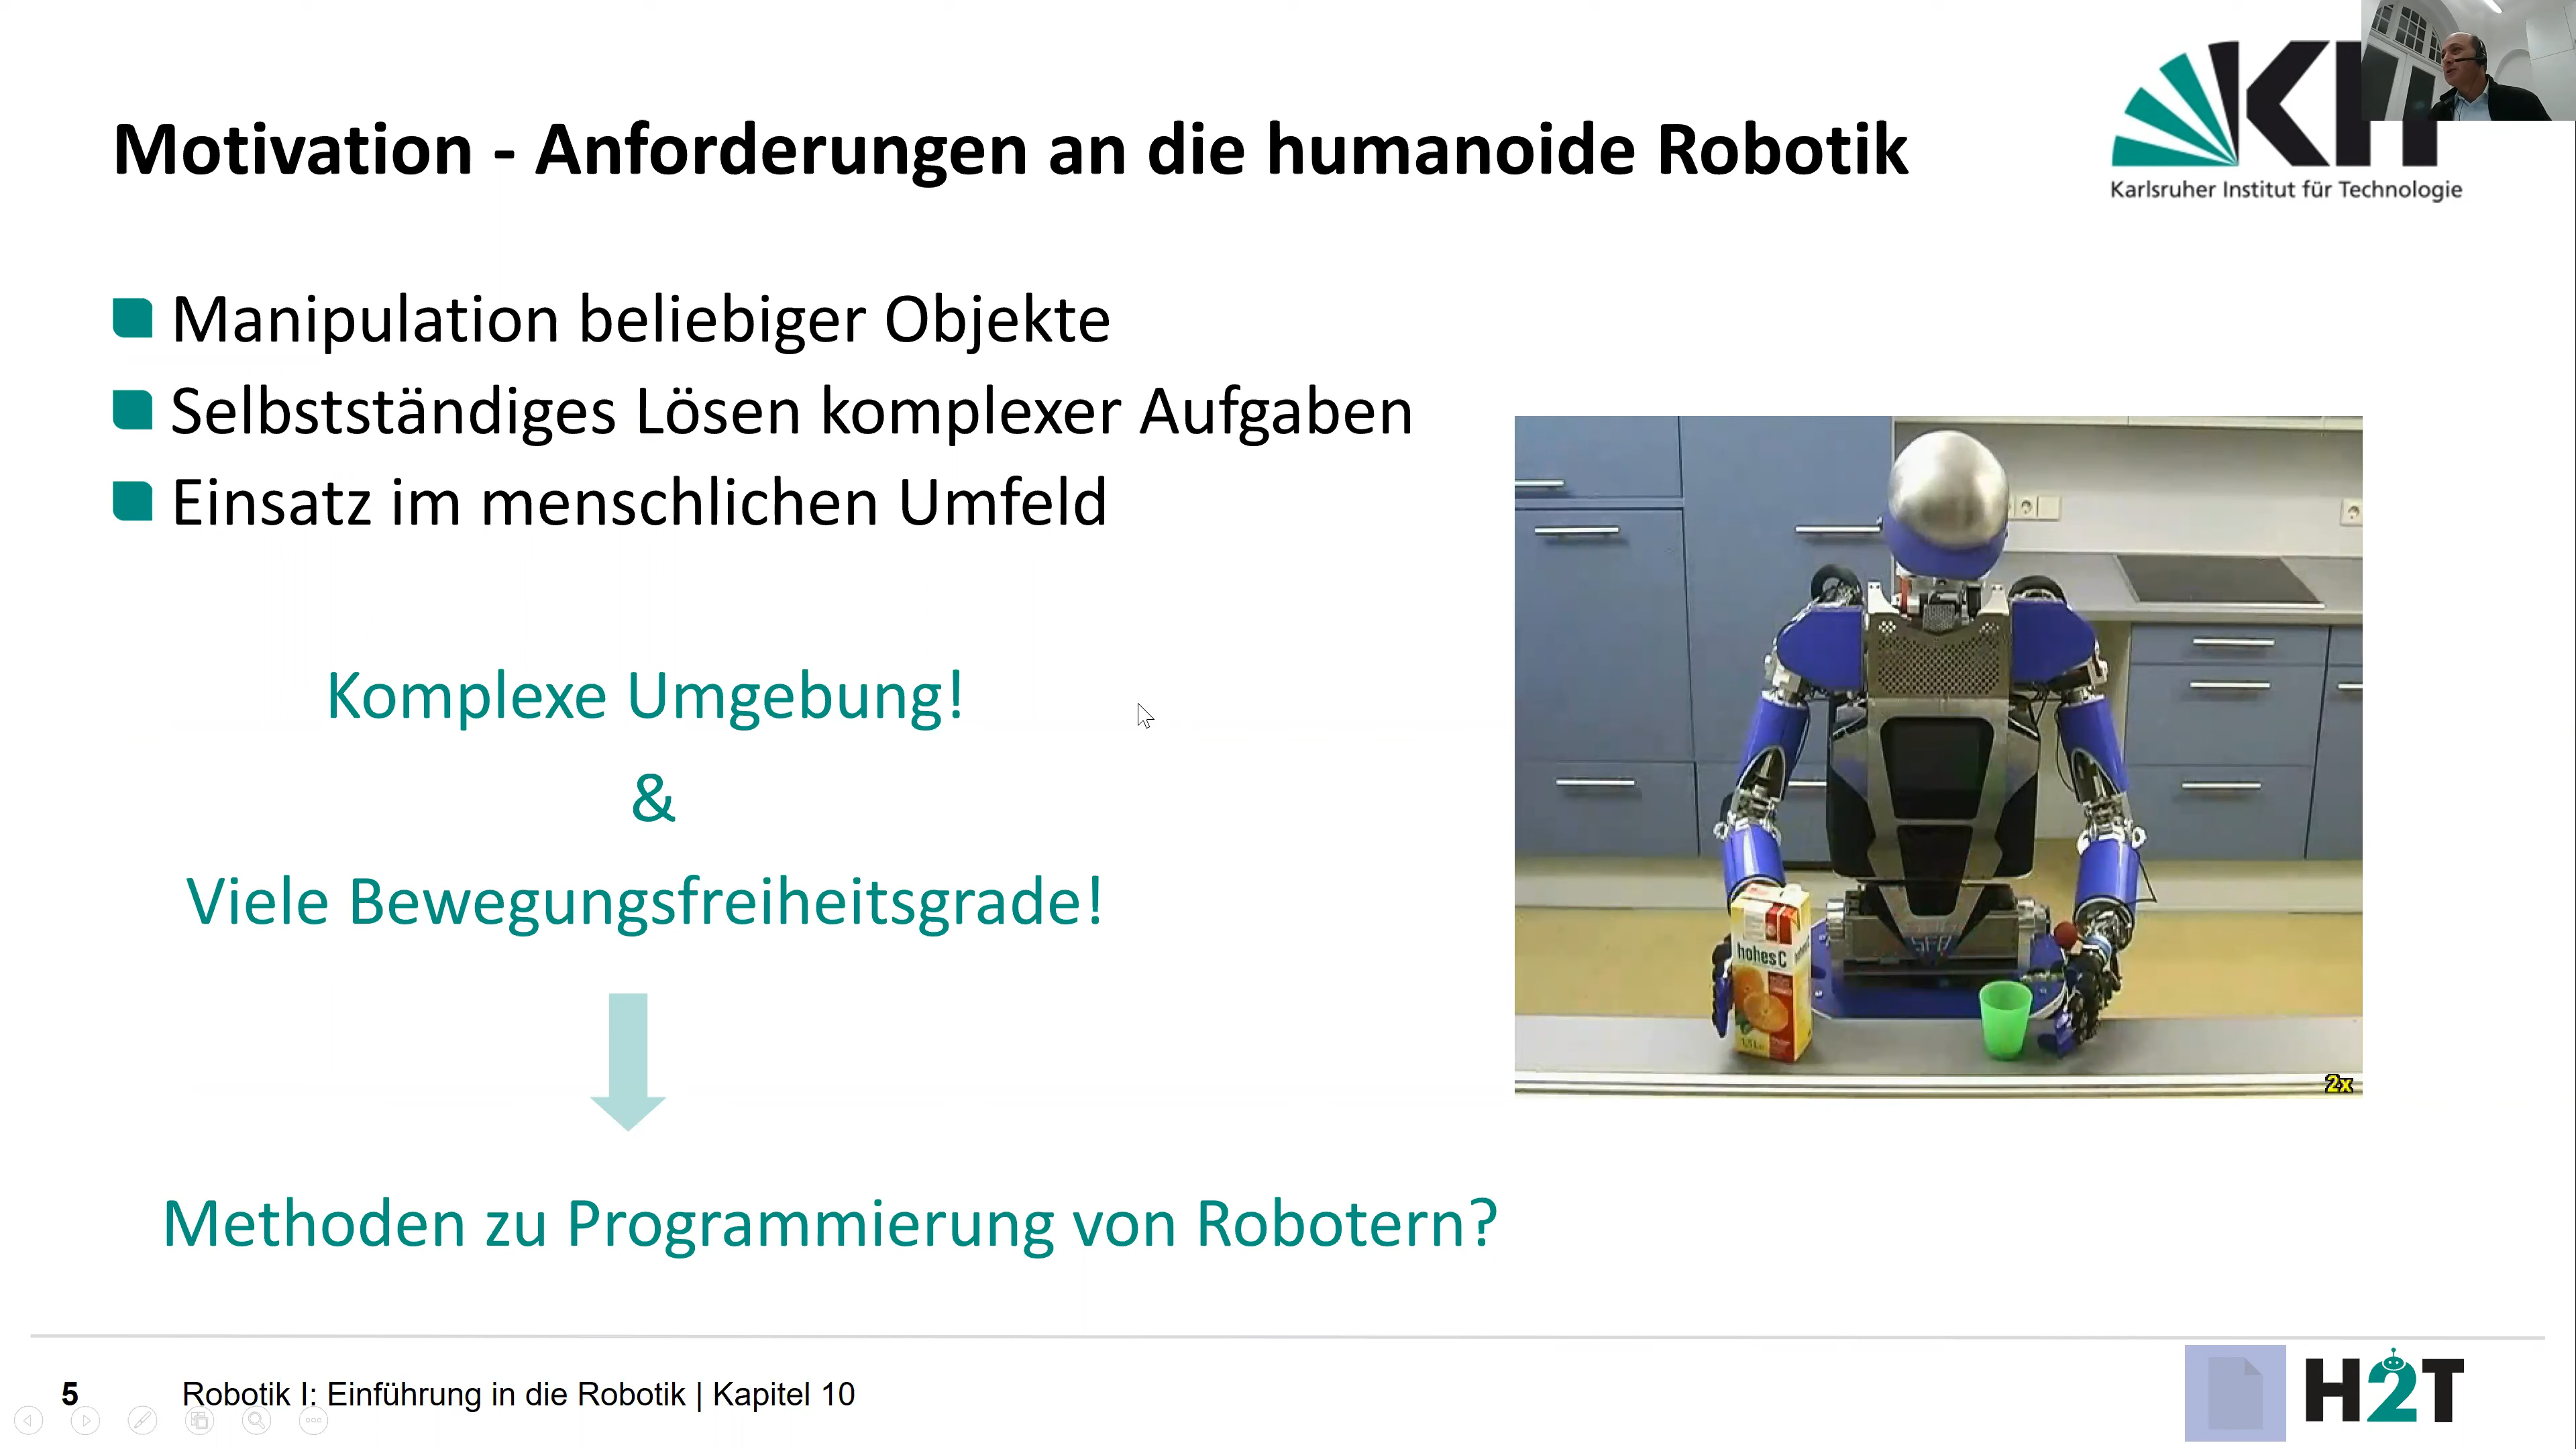 Motivation - Anforderungen an die humanoide Robotik
Karlsruher Institut für Technologie
Manipulation beliebiger Objekte
Selbstständiges Lösen komplexer Aufgaben
Einsatz im menschlichen Umfeld
Komplexe Umgebung!
&
Viele Bewegungsfreiheitsgrade!
hohes C
2x
Methoden zu Programmierung von Robotern?
5
Robotik I: Einführung in die Robotik | Kapitel 10
H2T